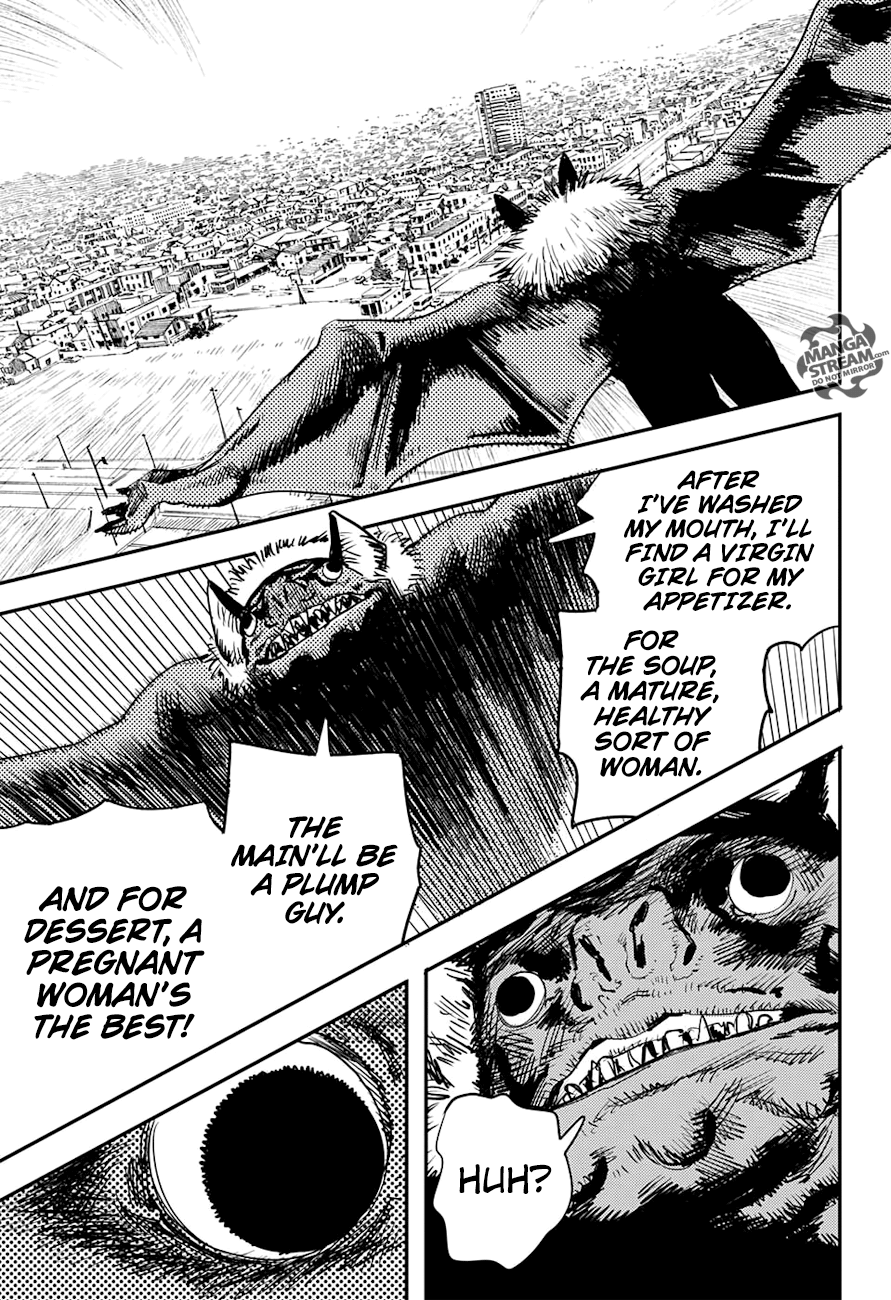 MANGA
STREAM.com
DO NOT MIRROR
AFTER
I'VE WASHED
MY MOUTH, I'LL
FIND A VIRGIN
GIRL FOR MY
APPETIZER.
FOR
THE SOUP,
A MATURE,
HEALTHY
SORT OF
WOMAN.
THE
MAIN'LL BE
A PLUMP
GUY.
AND FOR
DESSERT, A
PREGNANT
WOMAN'S
THE BEST!
HUH?